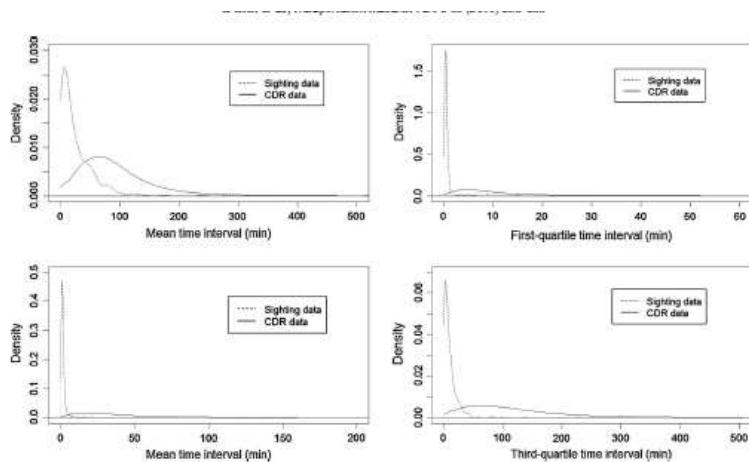 0.030
0.020
0.010
0.000
Density
Sighting data
CDR data
0 100 200 300 400 500
Mean time interval (min)
1.5
1.0
0.5
0.0
Density
Sighting data
CDR data
0 10 20 30 40 50 60
First-quartile time interval (min)
0.5
0.4
0.3
0.2
0.1
0.0
Density
Sighting data
CDR data
0 50 100 150 200
Mean time interval (min)
0.06
0.04
0.02
0.00
Density
Sighting data
CDR data
0 100 200 300 400 500
Third-quartile time interval (min)